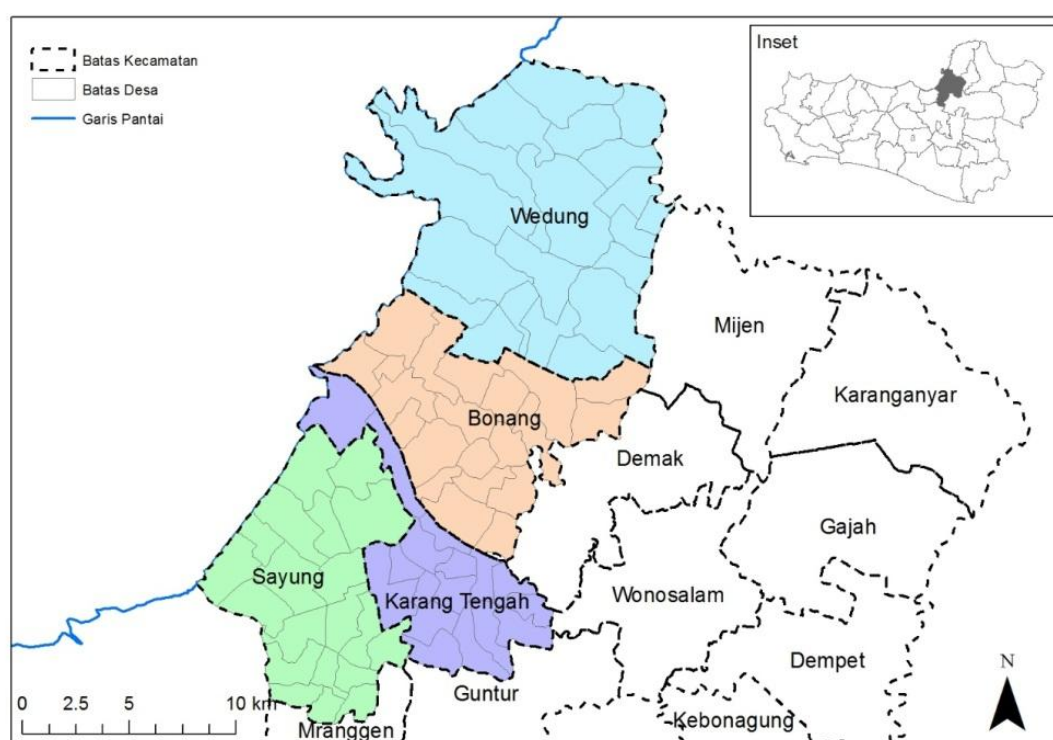 Batas Kecamatan
Batas Desa
Garis Pantai
Inset
Wedung
Mijen
Karanganyar
Bonang
Demak
Gajah
Sayung
Karang Tengah
Wonosalam
Dempet
Guntur
N
0 2.5 5 10 km
Mranggen
Kebonagung